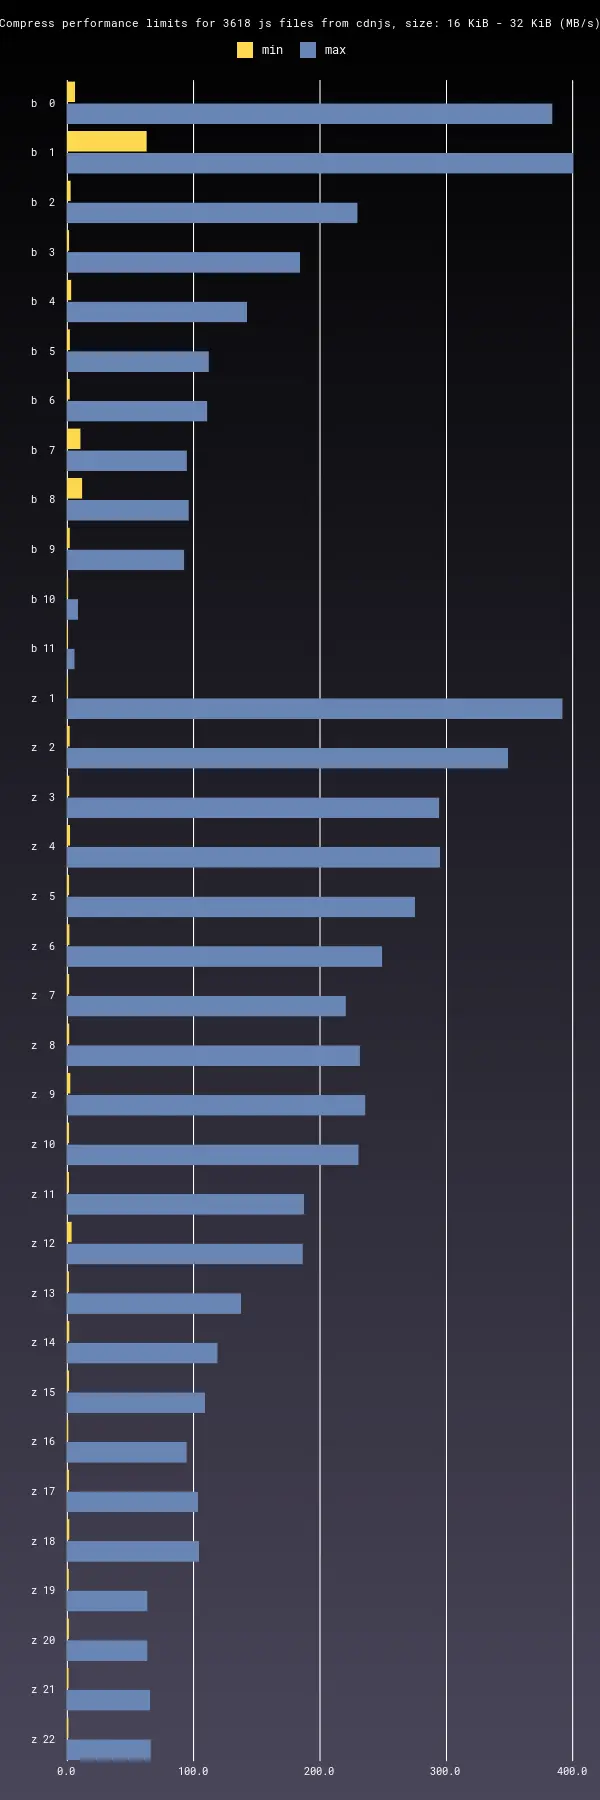 Compress performance limits for 3618 js files from cdnjs, size: 16 KiB - 32 KiB (MB/s)
min max
b 0
b 1
b 2
b 3
b 4
b 5
b 6
b 7
b 8
b 9
b 10
b 11
z 1
z 2
z 3
z 4
z 5
z 6
z 7
z 8
z 9
z 10
z 11
z 12
z 13
z 14
z 15
z 16
z 17
z 18
z 19
z 20
z 21
z 22
0.0 100.0 200.0 300.0 400.0